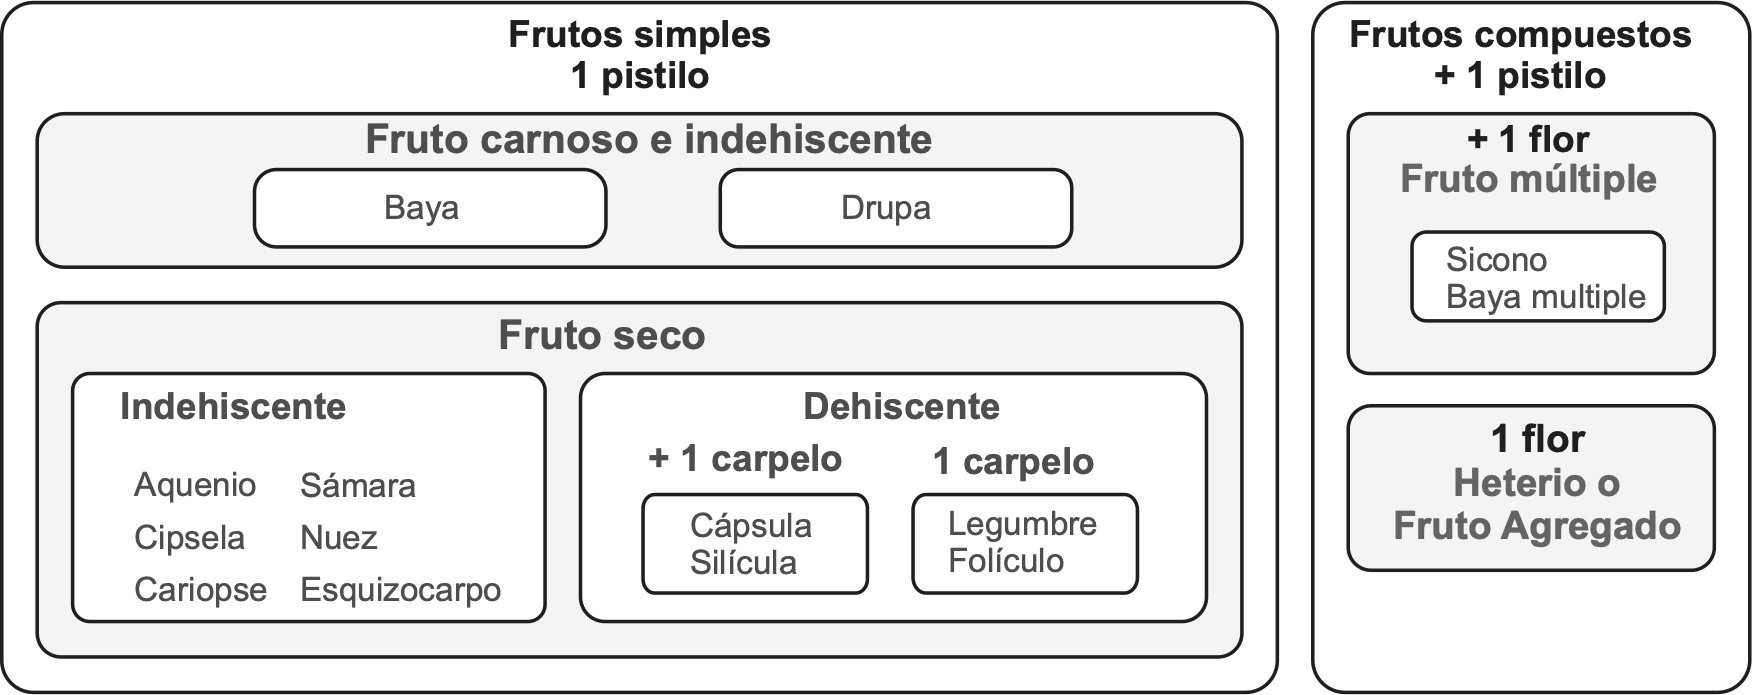 Frutos simples
1 pistilo
Fruto carnoso e indehiscente
Baya
Drupa
Fruto seco
Indehiscente
Aquenio
Sámara
Cipsela
Nuez
Cariopse
Esquizocarpo
Dehiscente
+ 1 carpelo
Cápsula
Silícula
1 carpelo
Legumbre
Folículo
Frutos compuestos
+ 1 pistilo
+ 1 flor
Fruto múltiple
Sicono
Baya multiple
1 flor
Heterio o
Fruto Agregado